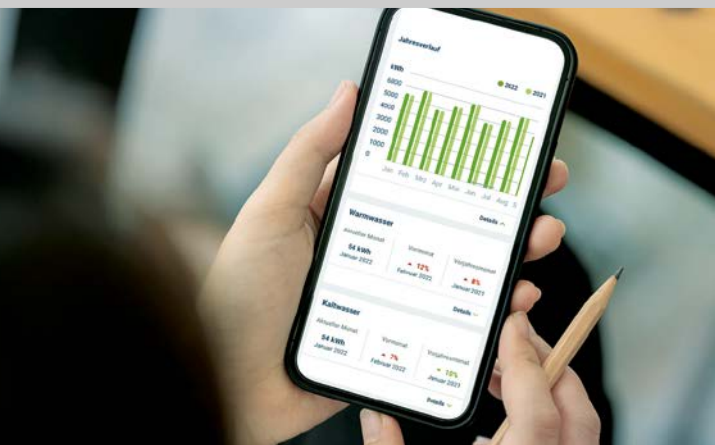 Jahresverlauf
kWh
2022 2021
6000
5000
4000
3000
2000
1000
0
Jan Feb Mrz Apr Mai Jun Jul Aug S
Details
Warmwasser
Aktueller Monat Vormonat Vorjahresmonat
54 kWh 12% 8%
Januar 2022 Februar 2022 Januar 2021
Details
Kaltwasser
Aktueller Monat Vormonat Vorjahresmonat
54 kWh 7% 15%
Januar 2022 Februar 2022 Januar 2021
Details